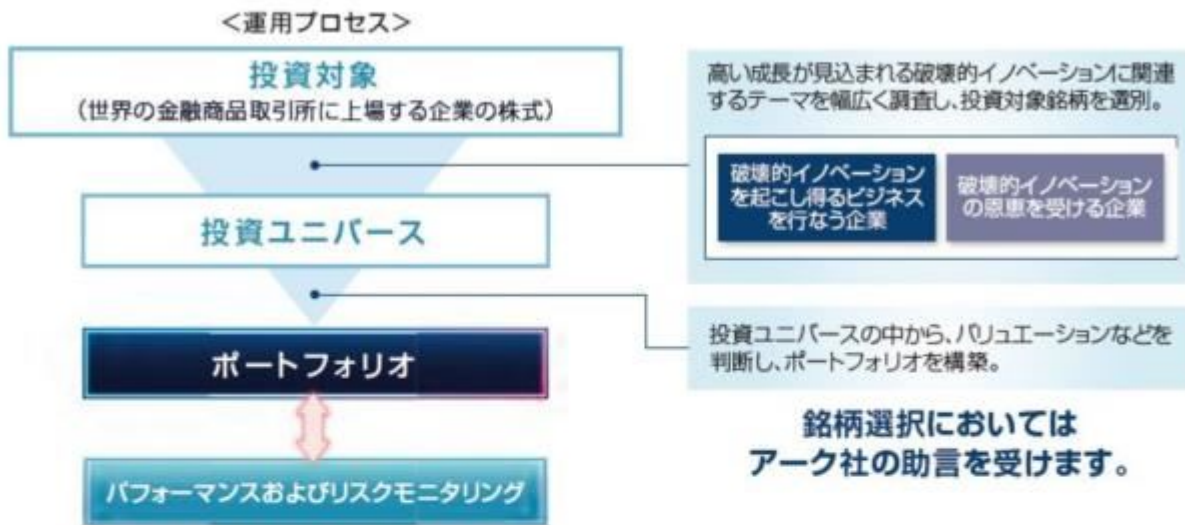 ＜運用プロセス＞
投資対象
（世界の金融商品取引所に上場する企業の株式）
投資ユニバース
ポートフォリオ
パフォーマンスおよびリスクモニタリング
高い成長が見込まれる破壊的イノベーションに関連
するテーマを幅広く調査し、投資対象銘柄を選別。
破壊的イノベーション
を起こし得るビジネス
を行なう企業
破壊的イノベーション
の恩恵を受ける企業
投資ユニバースの中から、バリュエーションなどを
判断し、ポートフォリオを構築。
銘柄選択においては
アーク社の助言を受けます。